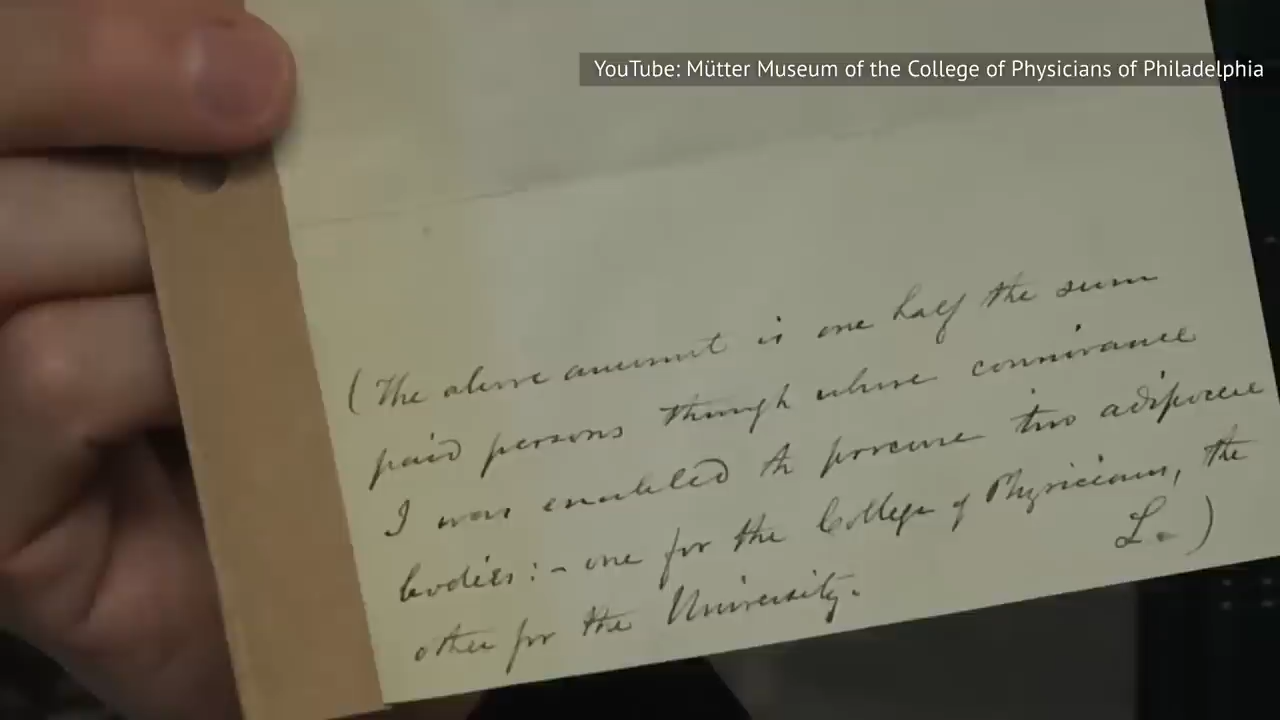 YouTube: Mütter Museum of the College of Physicians of Philadelphia
(The above amount is one half the sum
paid persons through whose connivance
I was enabled to procure two adipocere
bodies:- one for the College of Physicians, the
other for the University. L.)